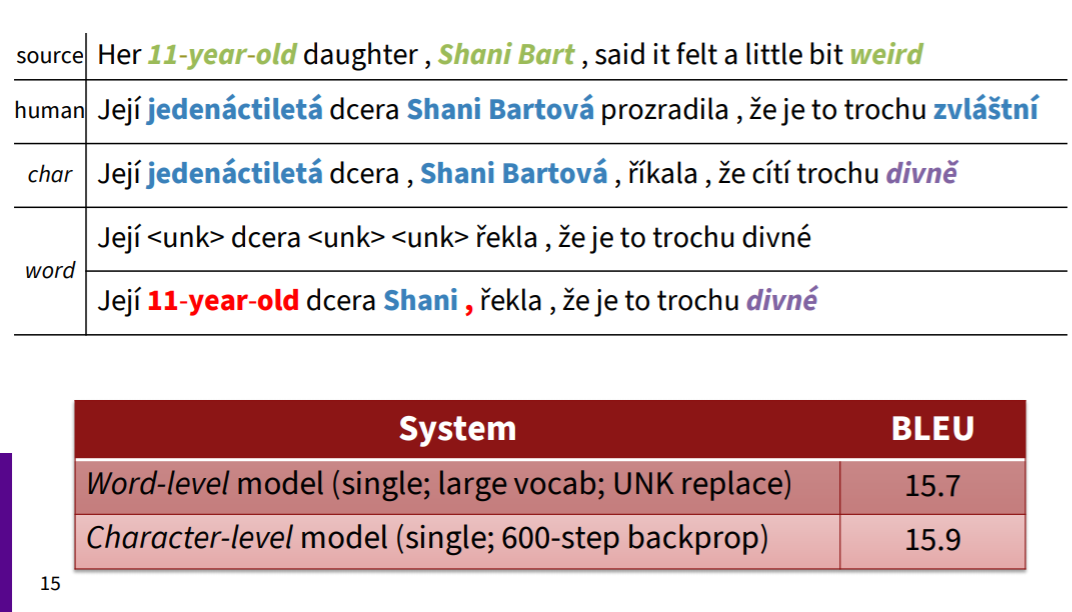 source Her 11-year-old daughter , Shani Bart , said it felt a little bit weird
human Její jedenáctiletá dcera Shani Bartová prozradila , že je to trochu zvláštní
char Její jedenáctiletá dcera , Shani Bartová , říkala , že cítí trochu divně
Její <unk> dcera <unk> <unk> řekla , že je to trochu divné
word
Její 11-year-old dcera Shani , řekla , že je to trochu divné
System BLEU
Word-level model (single; large vocab; UNK replace) 15.7
Character-level model (single; 600-step backprop) 15.9
15